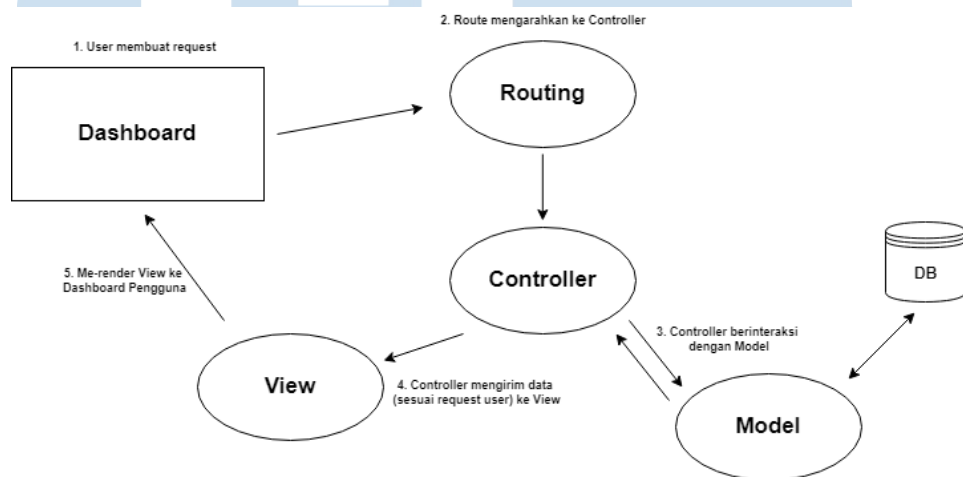 2. Route mengarahkan ke Controller
1. User membuat request
Routing
Dashboard
Controller
DB
5. Me-render View ke
Dashboard Pengguna
3. Controller berinteraksi
dengan Model
View
4. Controller mengirim data
(sesuai request user) ke View
Model